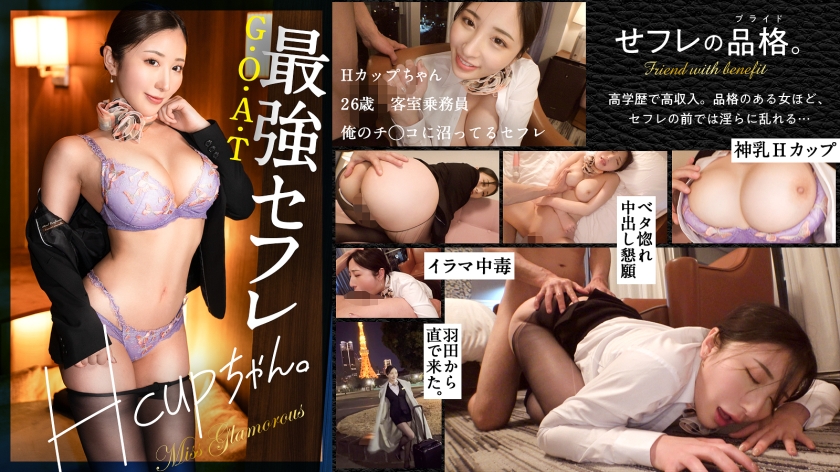 G・O・A・T
最強セフレ
Hcupちゃん。
Miss Glamorous
Hカップちゃん
26歳 客室乗務員
俺のチ◯コに沼ってるセフレ
プライド
せフレの品格。
Friend with benefit
高学歴で高収入。品格のある女ほど、
セフレの前では淫らに乱れる…
神乳Hカップ
ベタ惚れ
中出し懇願
イラマ中毒
羽田から
直で来た。